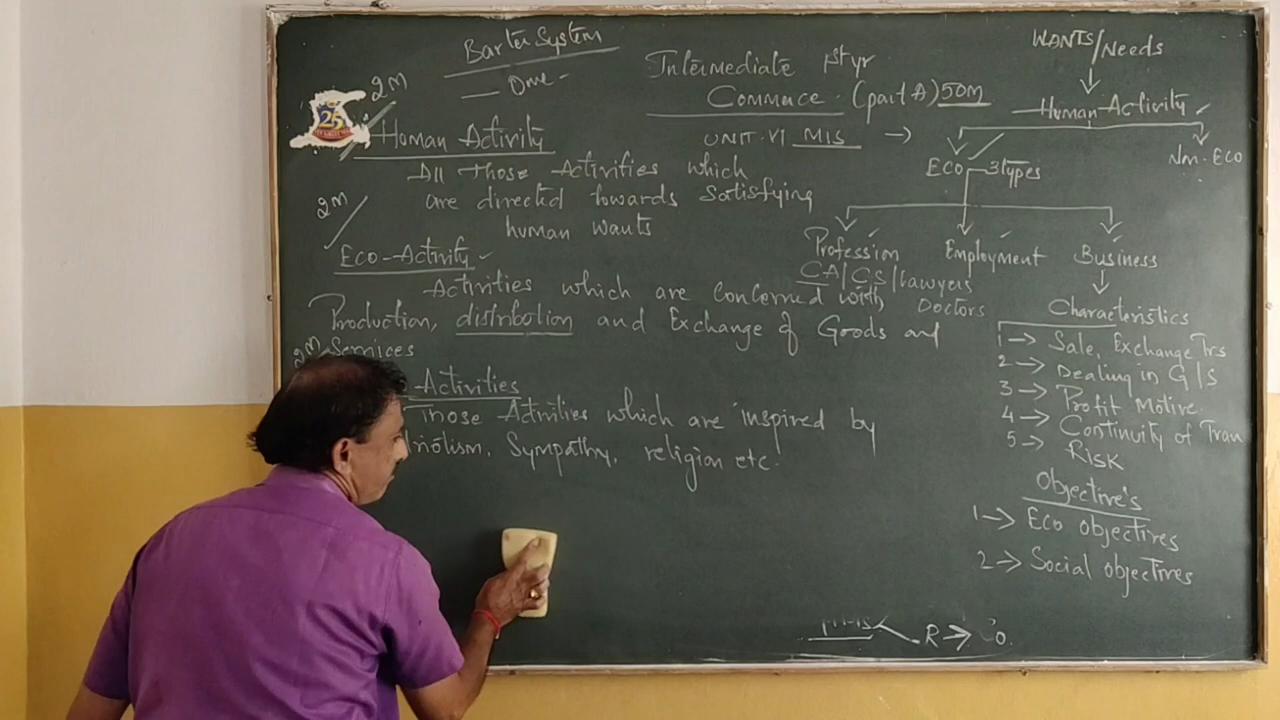 Barter System
One -
Intermediate 1st yr
Commerce (part A) 50M
UNIT-VI MIS →
WANTS/Needs
Human Activity
Eco 3 types
Non-Eco
Profession Employment Business
CA/CS/Lawyers
Doctors
Characteristics
1 → Sale, Exchange Trs
2 → Dealing in G/S
3 → Profit Motive
4 → Continuity of Tran
5 → Risk
Objective's
1 → Eco objectives
2 → Social objectives
2M
25
Human Activity
All Those Activities which
are directed towards Satisfying
human wants
2M
Eco-Activity
Activities which are Concerned with
Production, distribution and Exchange of Goods and
Services
2M
Activities
Those Activities which are inspired by
Sympathy, religion etc.
R →